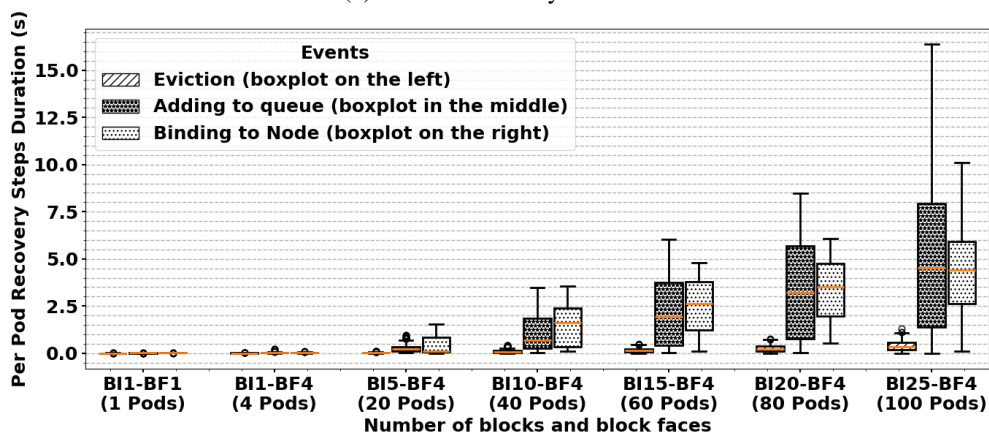 Per Pod Recovery Steps Duration (s)
15.0
12.5
10.0
7.5
5.0
2.5
0.0
Events
Eviction (boxplot on the left)
Adding to queue (boxplot in the middle)
Binding to Node (boxplot on the right)
BI1-BF1 BI1-BF4 BI5-BF4 BI10-BF4 BI15-BF4 BI20-BF4 BI25-BF4
(1 Pods) (4 Pods) (20 Pods) (40 Pods) (60 Pods) (80 Pods) (100 Pods)
Number of blocks and block faces